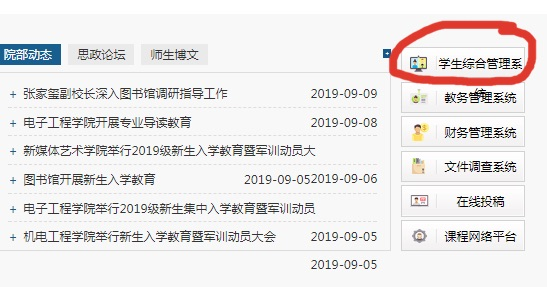 院部动态 思政论坛 师生博文
+ 张家玺副校长深入图书馆调研指导工作 2019-09-09
+ 电子工程学院开展专业导读教育 2019-09-08
+ 新媒体艺术学院举行2019级新生入学教育暨军训动员大
+ 图书馆开展新生入学教育 2019-09-05 2019-09-06
+ 电子工程学院举行2019级新生集中入学教育暨军训动员
+ 机电工程学院举行新生入学教育暨军训动员大会 2019-09-05
2019-09-05
学生综合管理系
统
教务管理系统
财务管理系统
文件调查系统
在线投稿
课程网络平台